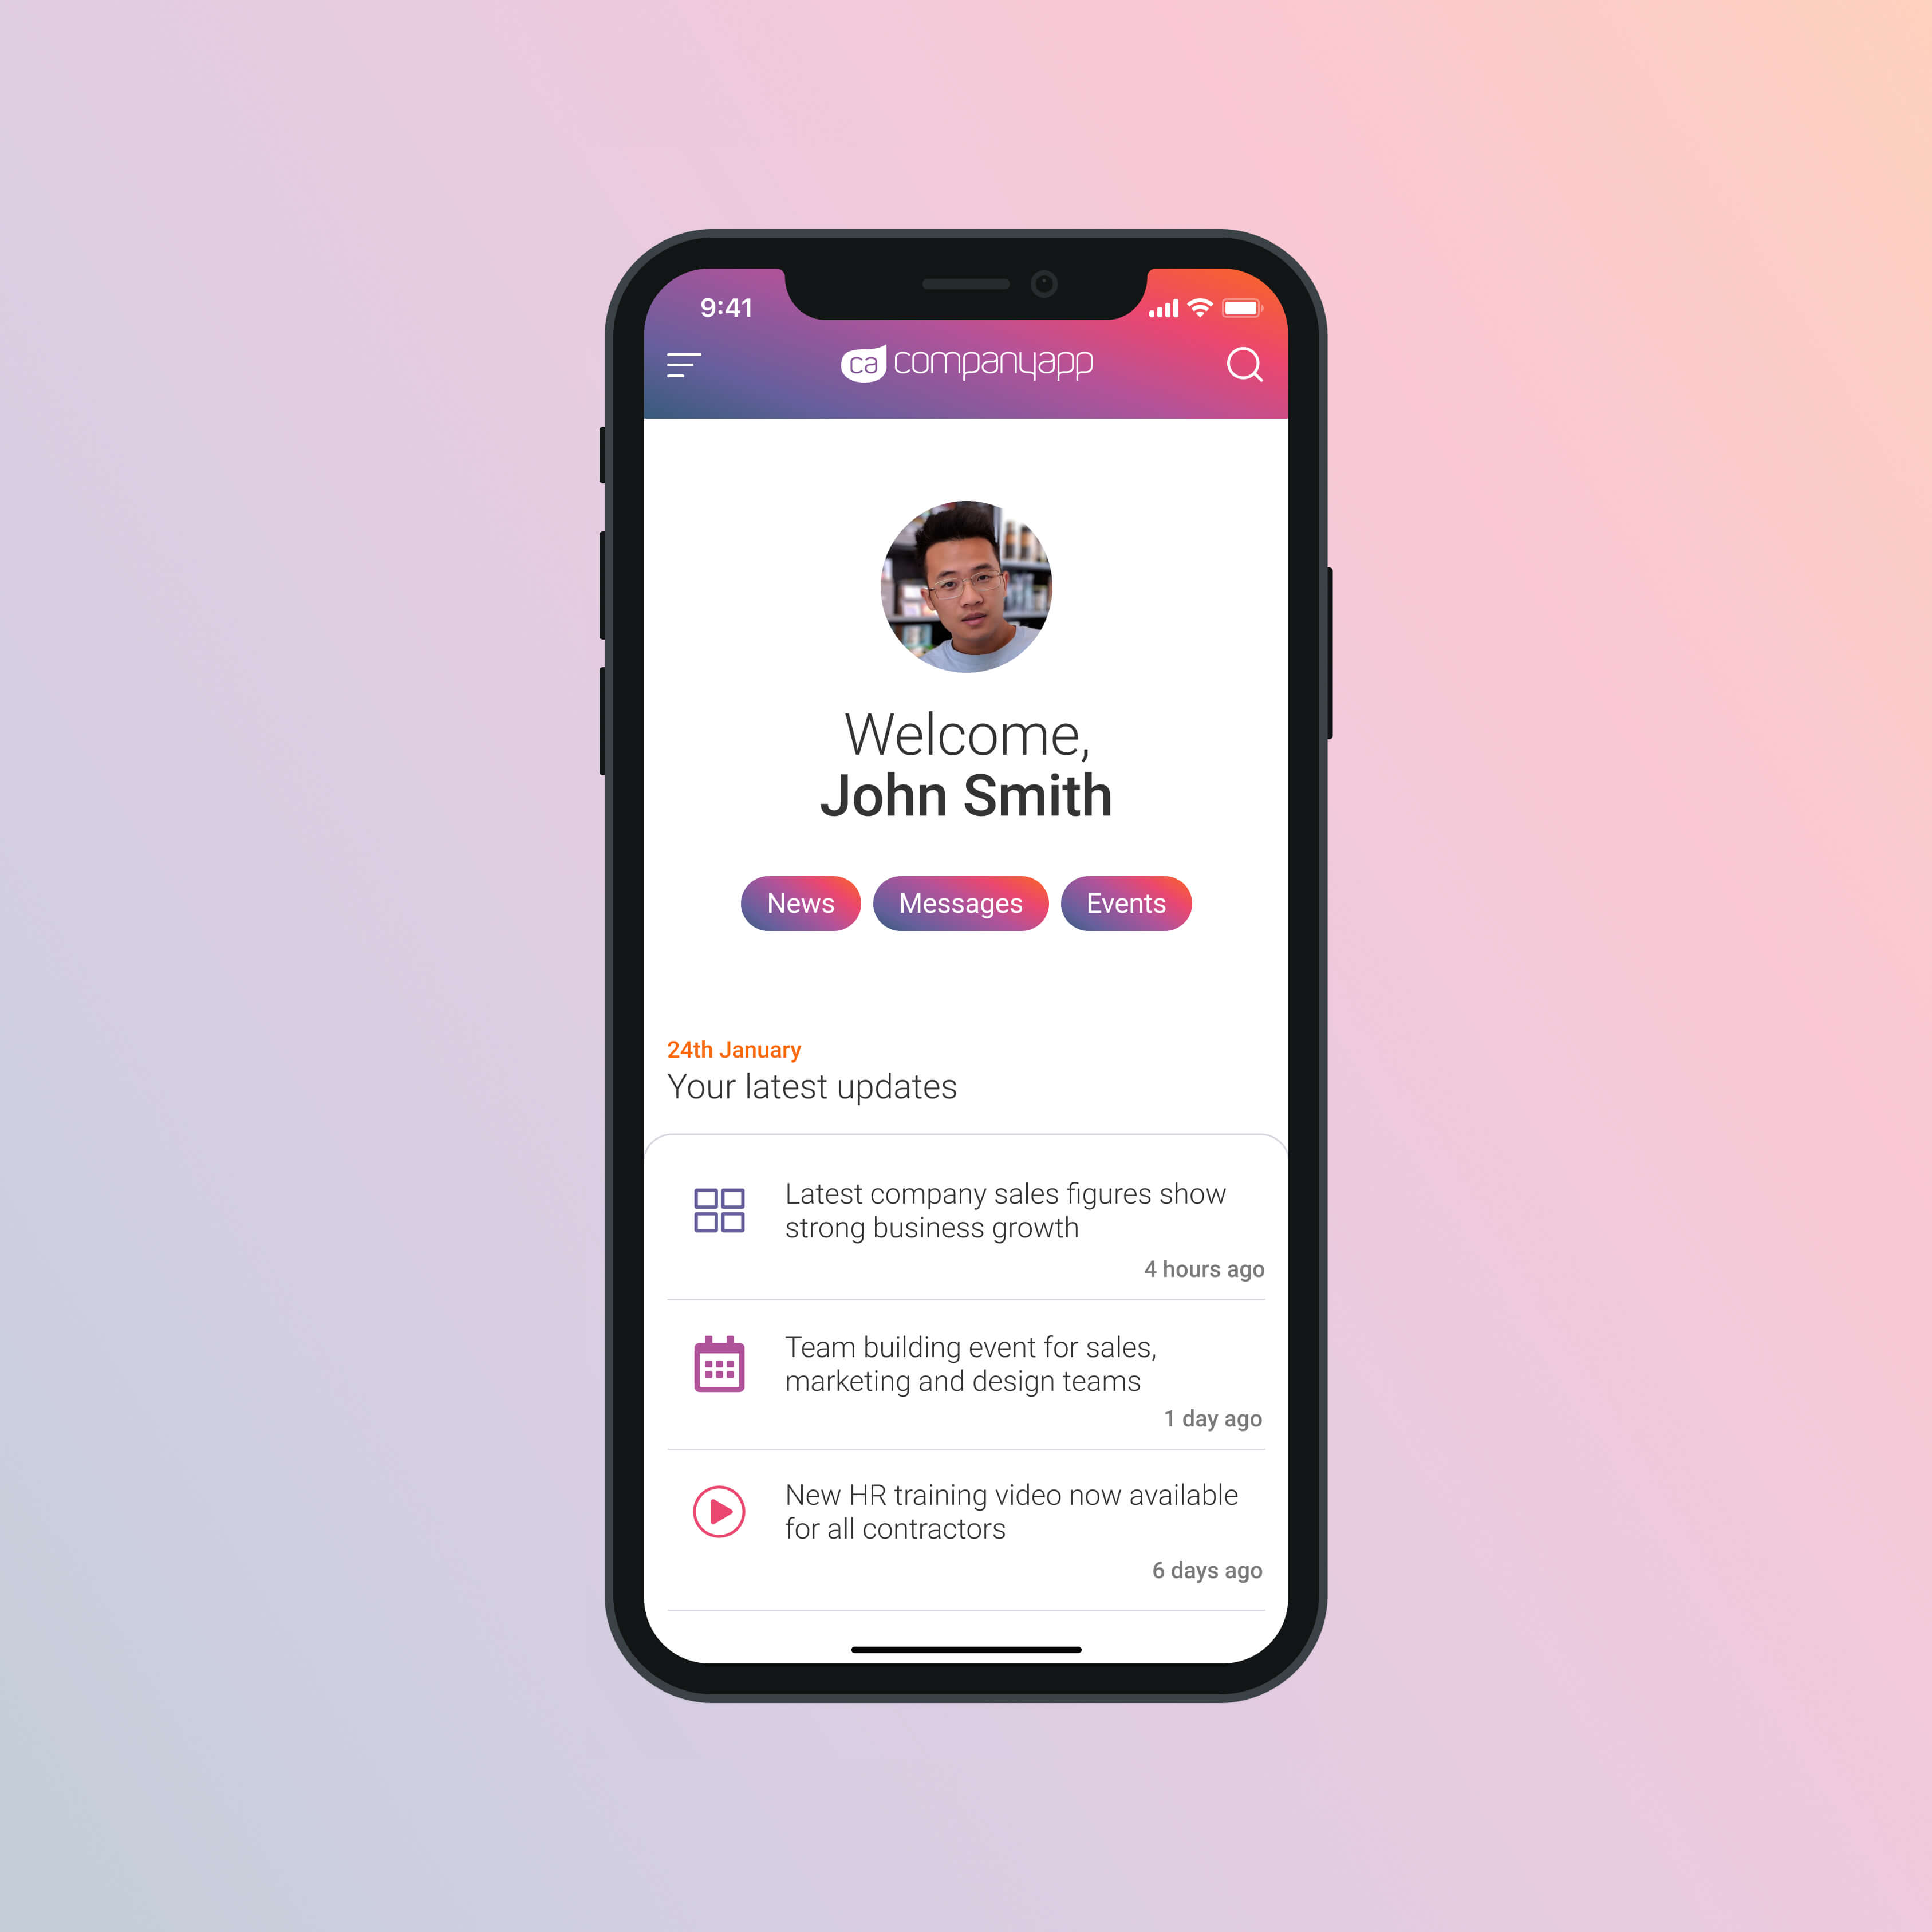 9:41
ca companyapp
Welcome,
John Smith
News Messages Events
24th January
Your latest updates
Latest company sales figures show
strong business growth
4 hours ago
Team building event for sales,
marketing and design teams
1 day ago
New HR training video now available
for all contractors
6 days ago